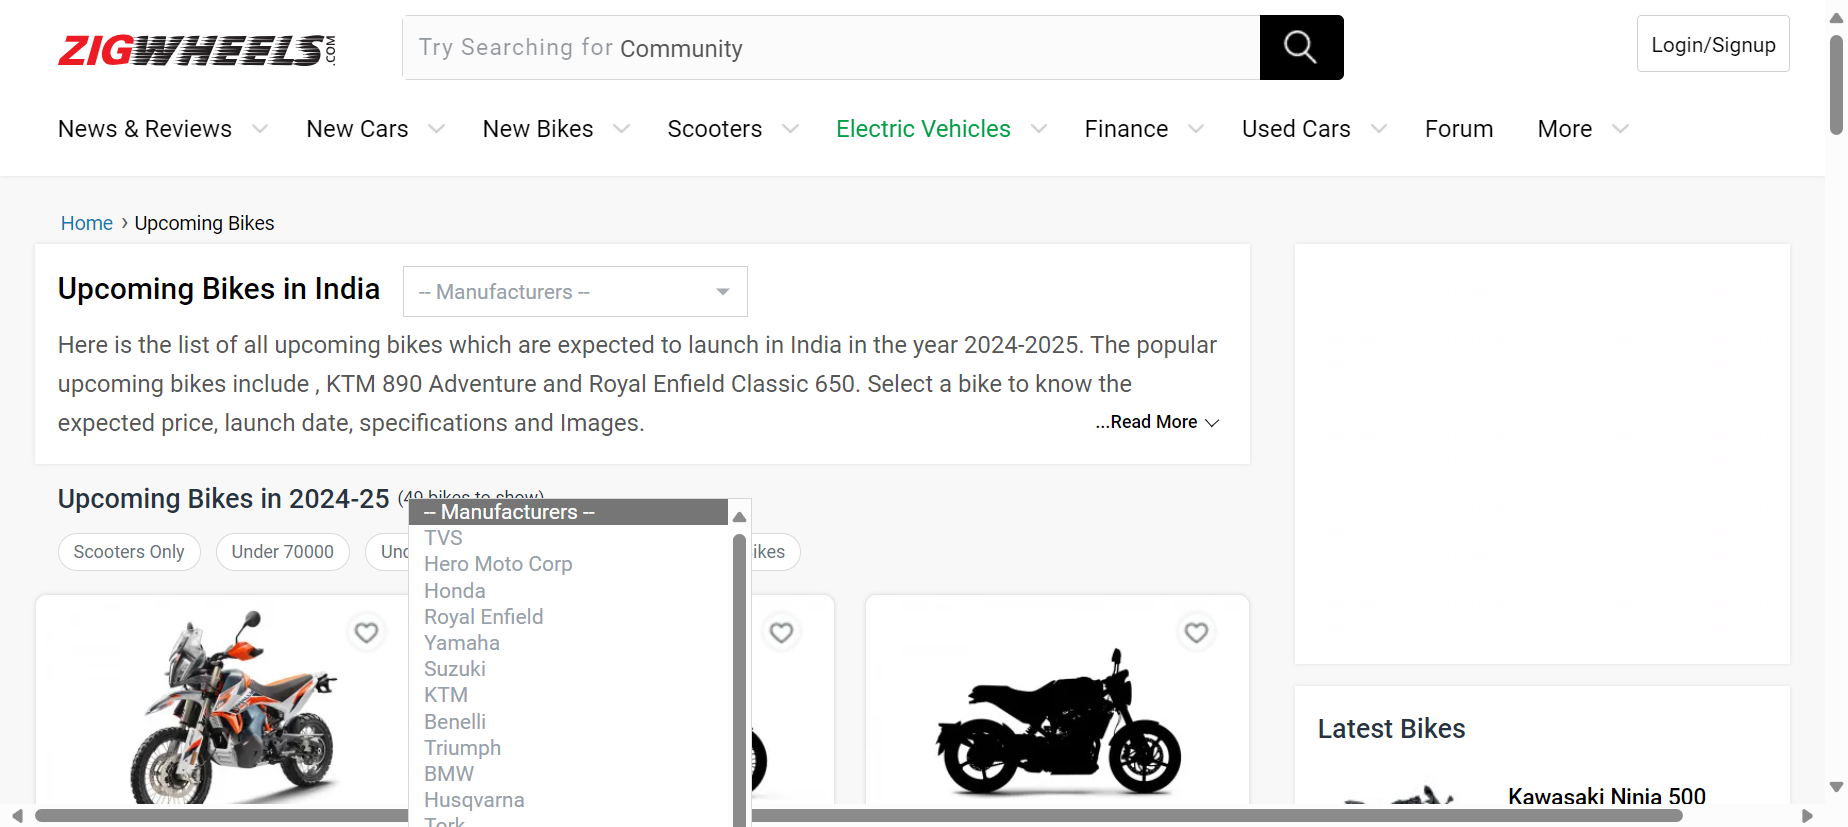 ZIGWHEELS.COM
Try Searching for Community
Login/Signup
News & Reviews
New Cars
New Bikes
Scooters
Electric Vehicles
Finance
Used Cars
Forum
More
Home › Upcoming Bikes
Upcoming Bikes in India
-- Manufacturers --
Here is the list of all upcoming bikes which are expected to launch in India in the year 2024-2025. The popular
upcoming bikes include , KTM 890 Adventure and Royal Enfield Classic 650. Select a bike to know the
expected price, launch date, specifications and Images.
...Read More
Upcoming Bikes in 2024-25 (49 bikes to show)
Scooters Only
Under 70000
Und
ikes
-- Manufacturers --
TVS
Hero Moto Corp
Honda
Royal Enfield
Yamaha
Suzuki
KTM
Benelli
Triumph
BMW
Husqvarna
Tork
Latest Bikes
Kawasaki Ninja 500